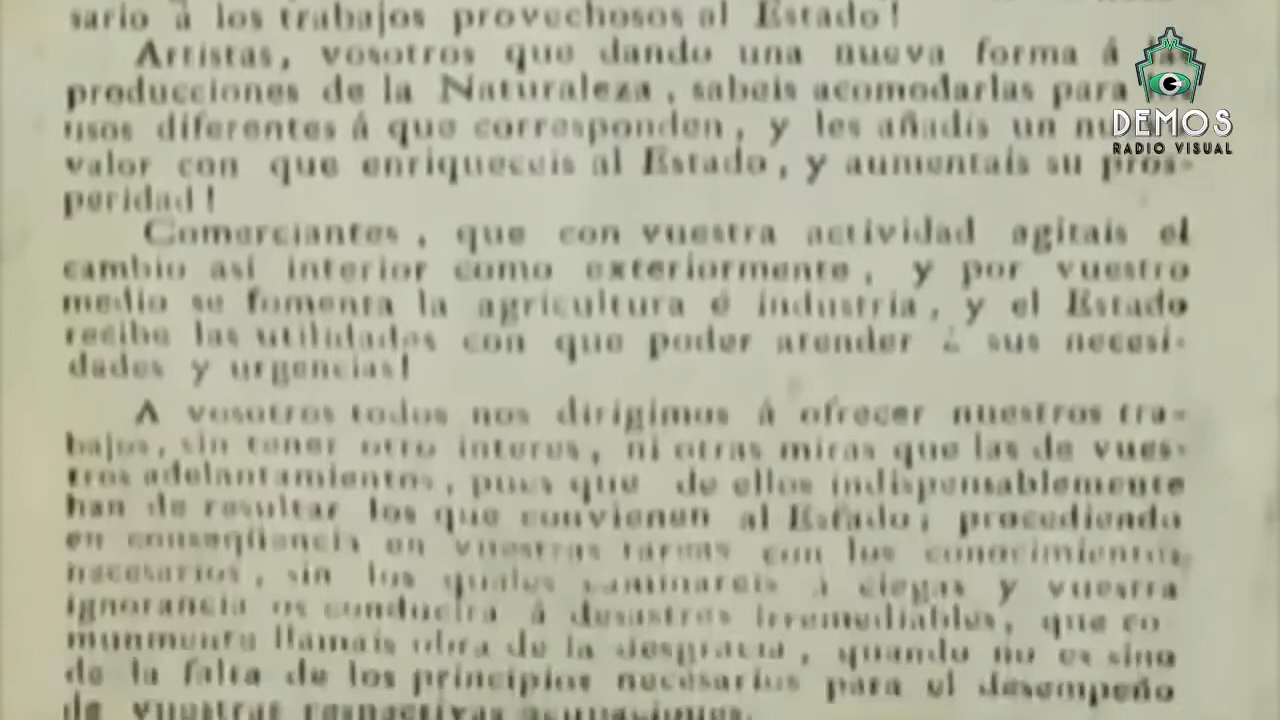 sario á los trabajos provechosos al Estado!
Artistas, vosotros que dando una nueva forma á
producciones de la Naturaleza, sabeis acomodarlas para
usos diferentes á que corresponden, y les añadis un
valor con que enriqueceis al Estado, y aumentais su pros-
peridad!
Comerciantes, que con vuestra actividad agitais el
cambio asi interior como exteriormente, y por vuestro
medio se fomenta la agricultura é industria, y el Estado
recibe las utilidades con que poder atender á sus necesi-
dades y urgencias!
A vosotros todos nos dirigimos á ofrecer nuestros tra-
bajos, sin tener otro interes, ni otras miras que las de vues-
tros adelantamientos, pues que de ellos indispensablemente
han de resultar los que convienen al Estado; procediendo
en conseqüencia en vuestras tareas con los conocimientos
necesarios, sin los quales caminareis á ciegas y vuestra
ignorancia os conducira á desastres irremediables, que co
munmente llamais obra de la desgracia, quando no es sino
de la falta de los principios necesarios para el desempeño
de vuestras respectivas ocupaciones.
DEMOS
RADIO VISUAL